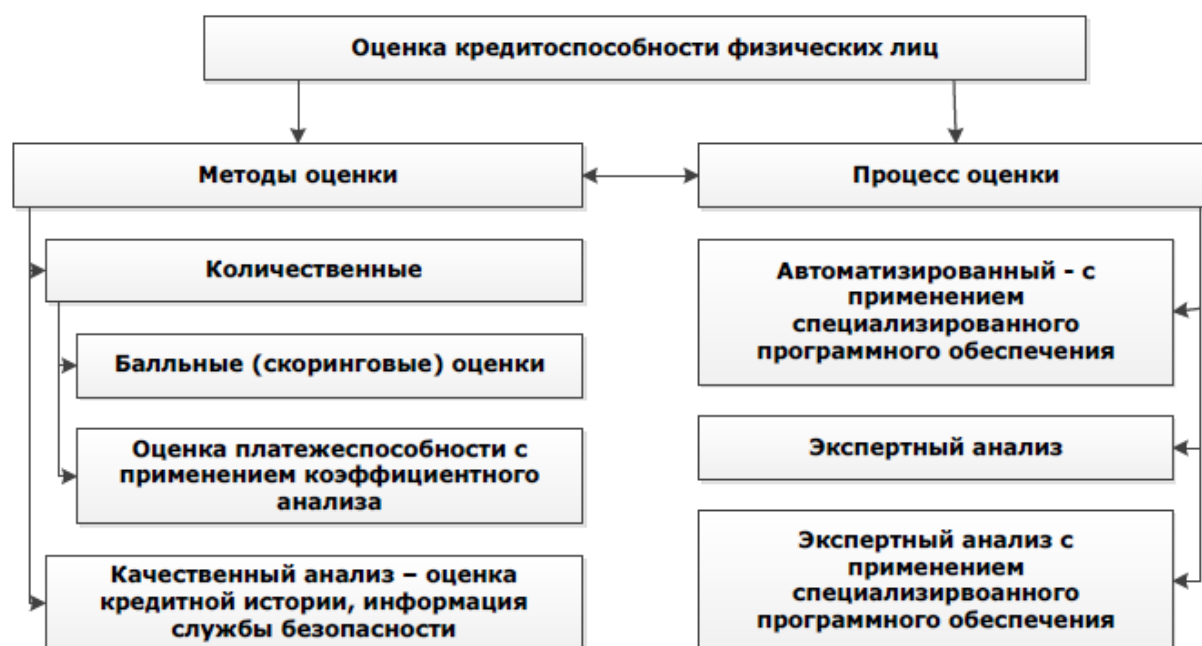 Оценка кредитоспособности физических лиц
Методы оценки
Количественные
Балльные (скоринговые) оценки
Оценка платежеспособности с
применением коэффициентного
анализа
Качественный анализ – оценка
кредитной истории, информация
службы безопасности
Процесс оценки
Автоматизированный - с
применением
специализированного
программного обеспечения
Экспертный анализ
Экспертный анализ с
применением
специализирвоанного
программного обеспечения